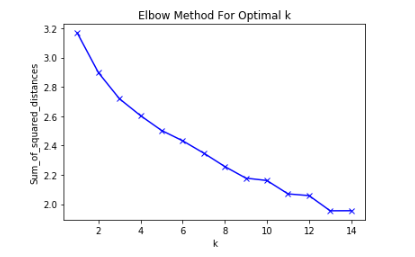 Elbow Method For Optimal k
3.2
3.0
2.8
2.6
2.4
2.2
2.0
Sum_of_squared_distances
2 4 6 8 10 12 14
k